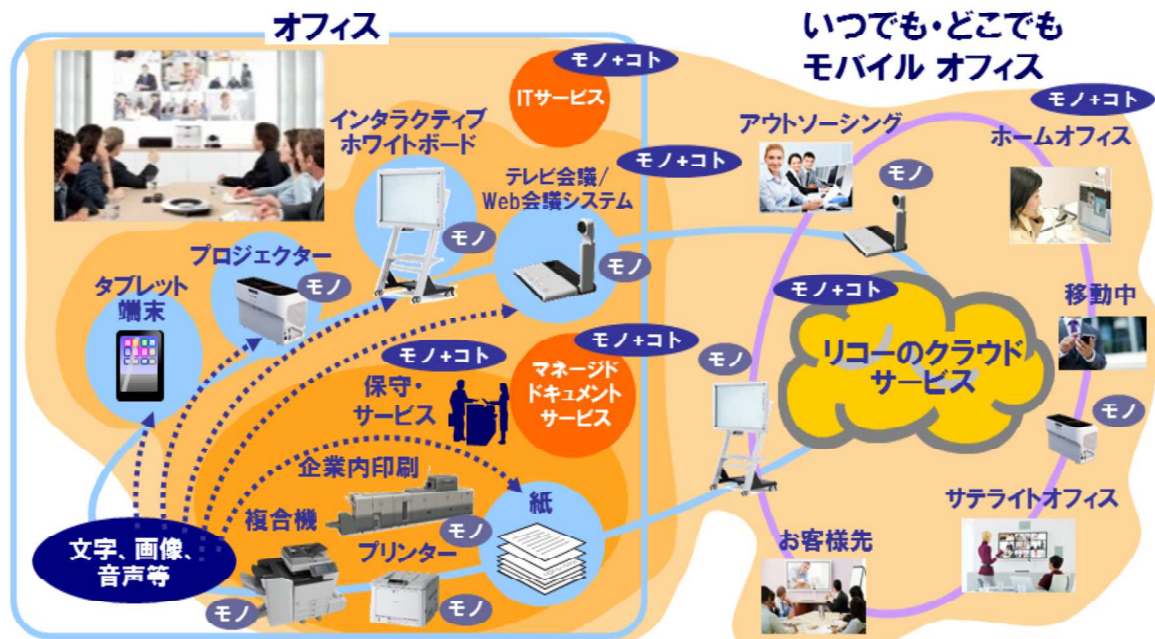 オフィス
いつでも・どこでも
モバイル オフィス
モノ+コト
ITサービス
インタラクティブ
ホワイトボード
モノ
モノ+コト
テレビ会議/
Web会議システム
モノ
プロジェクター
モノ
タブレット
端末
モノ+コト
保守・
サービス
モノ+コト
マネージド
ドキュメント
サービス
企業内印刷
モノ
紙
複合機
モノ
プリンター
モノ
文字、画像、
音声等
アウトソーシング
モノ
モノ+コト
ホームオフィス
モノ+コト
リコーのクラウド
サービス
移動中
モノ
モノ
サテライトオフィス
お客様先